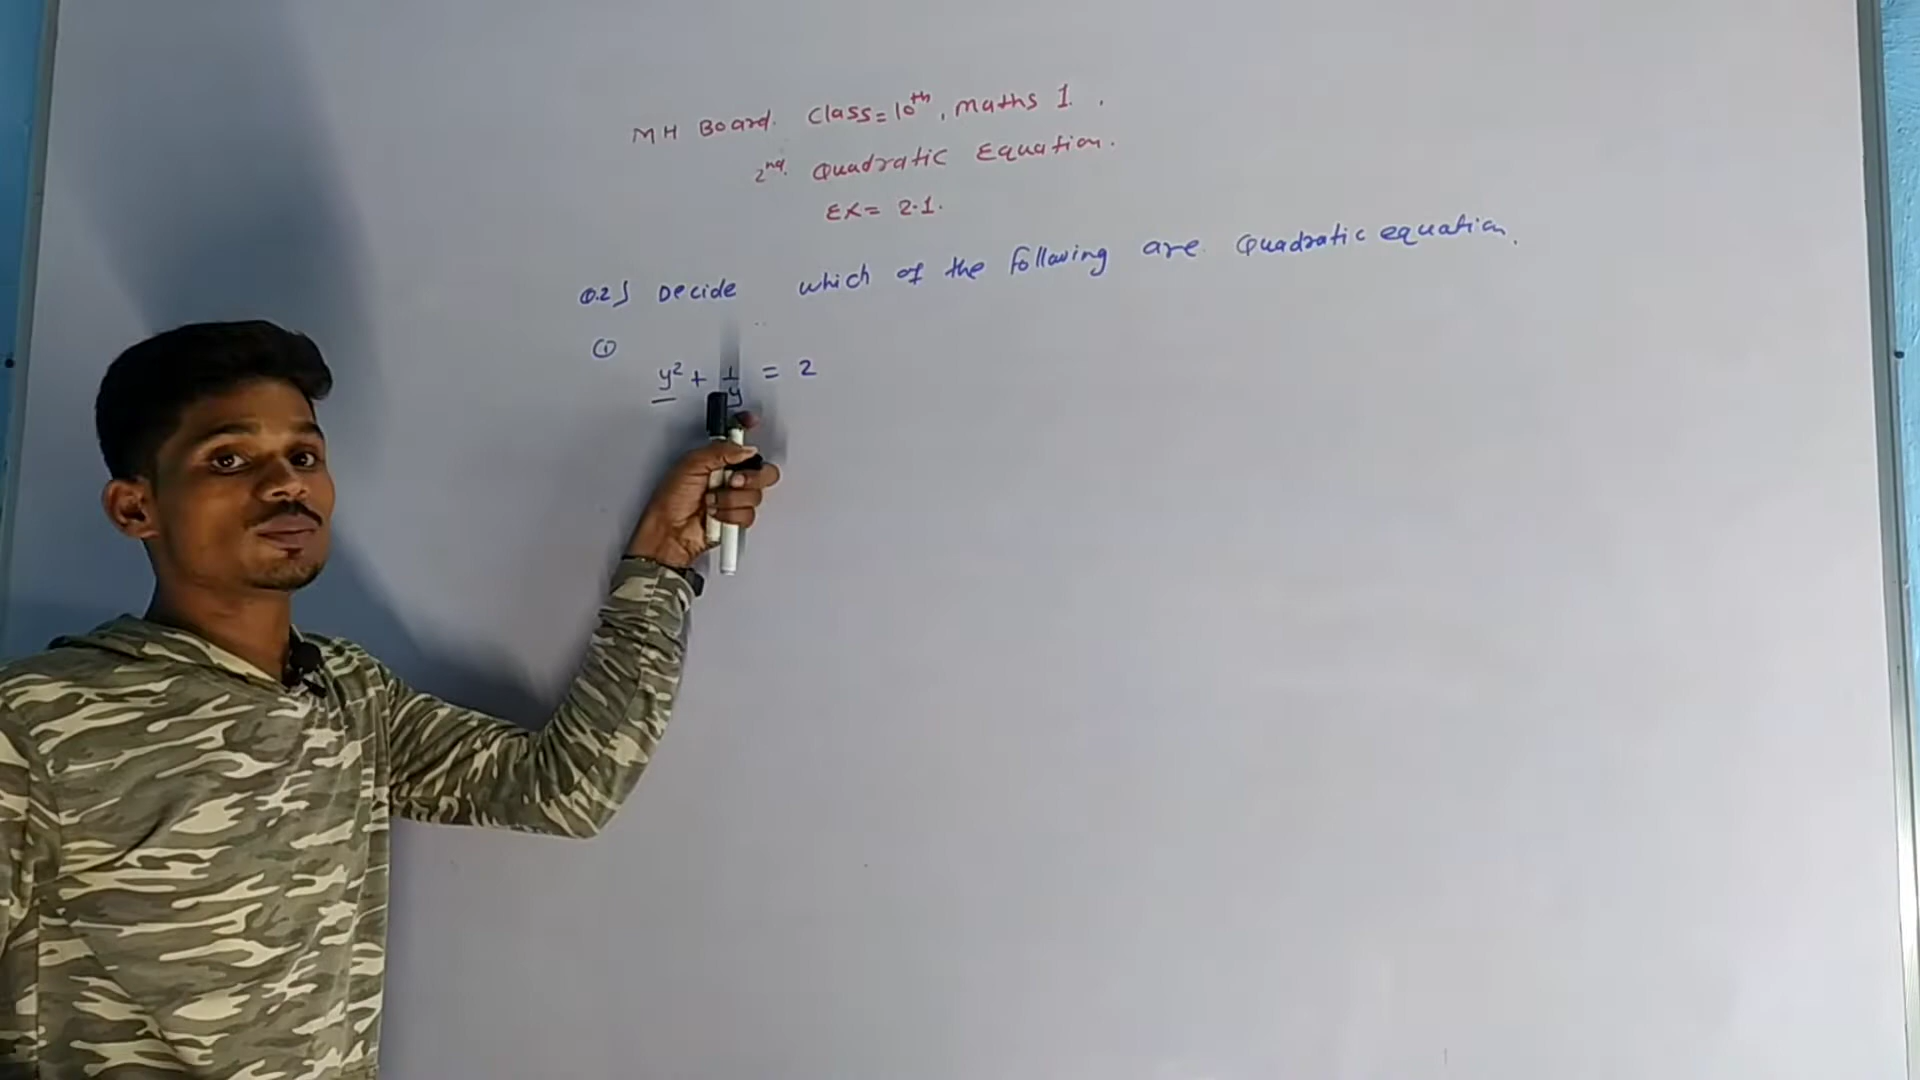 MH Board. Class=10th, Maths 1.
2nd. Quadratic Equation.
EX= 2.1.
Q.2] Decide which of the following are Quadratic equation.
①
y² + 1/y = 2